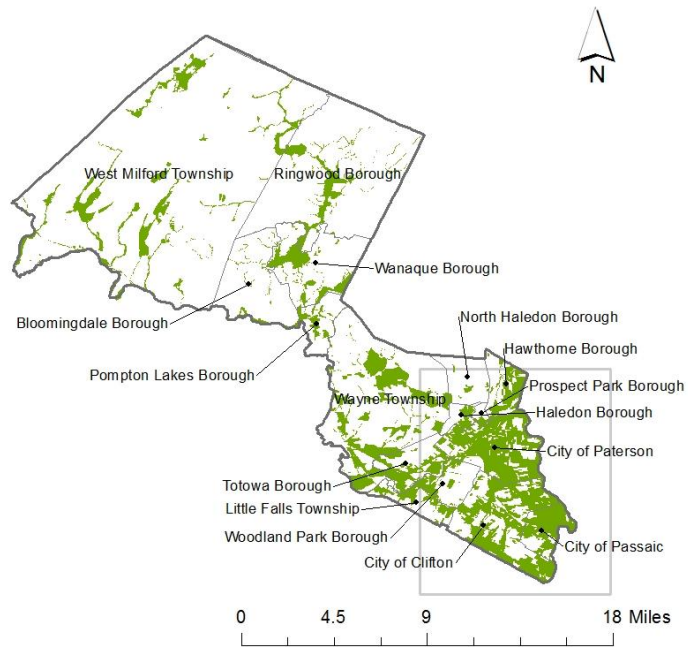 N
West Milford Township
Ringwood Borough
Wanaque Borough
Bloomingdale Borough
North Haledon Borough
Hawthorne Borough
Pompton Lakes Borough
Prospect Park Borough
Wayne Township
Haledon Borough
City of Paterson
Totowa Borough
Little Falls Township
Woodland Park Borough
City of Passaic
City of Clifton
0 4.5 9 18 Miles